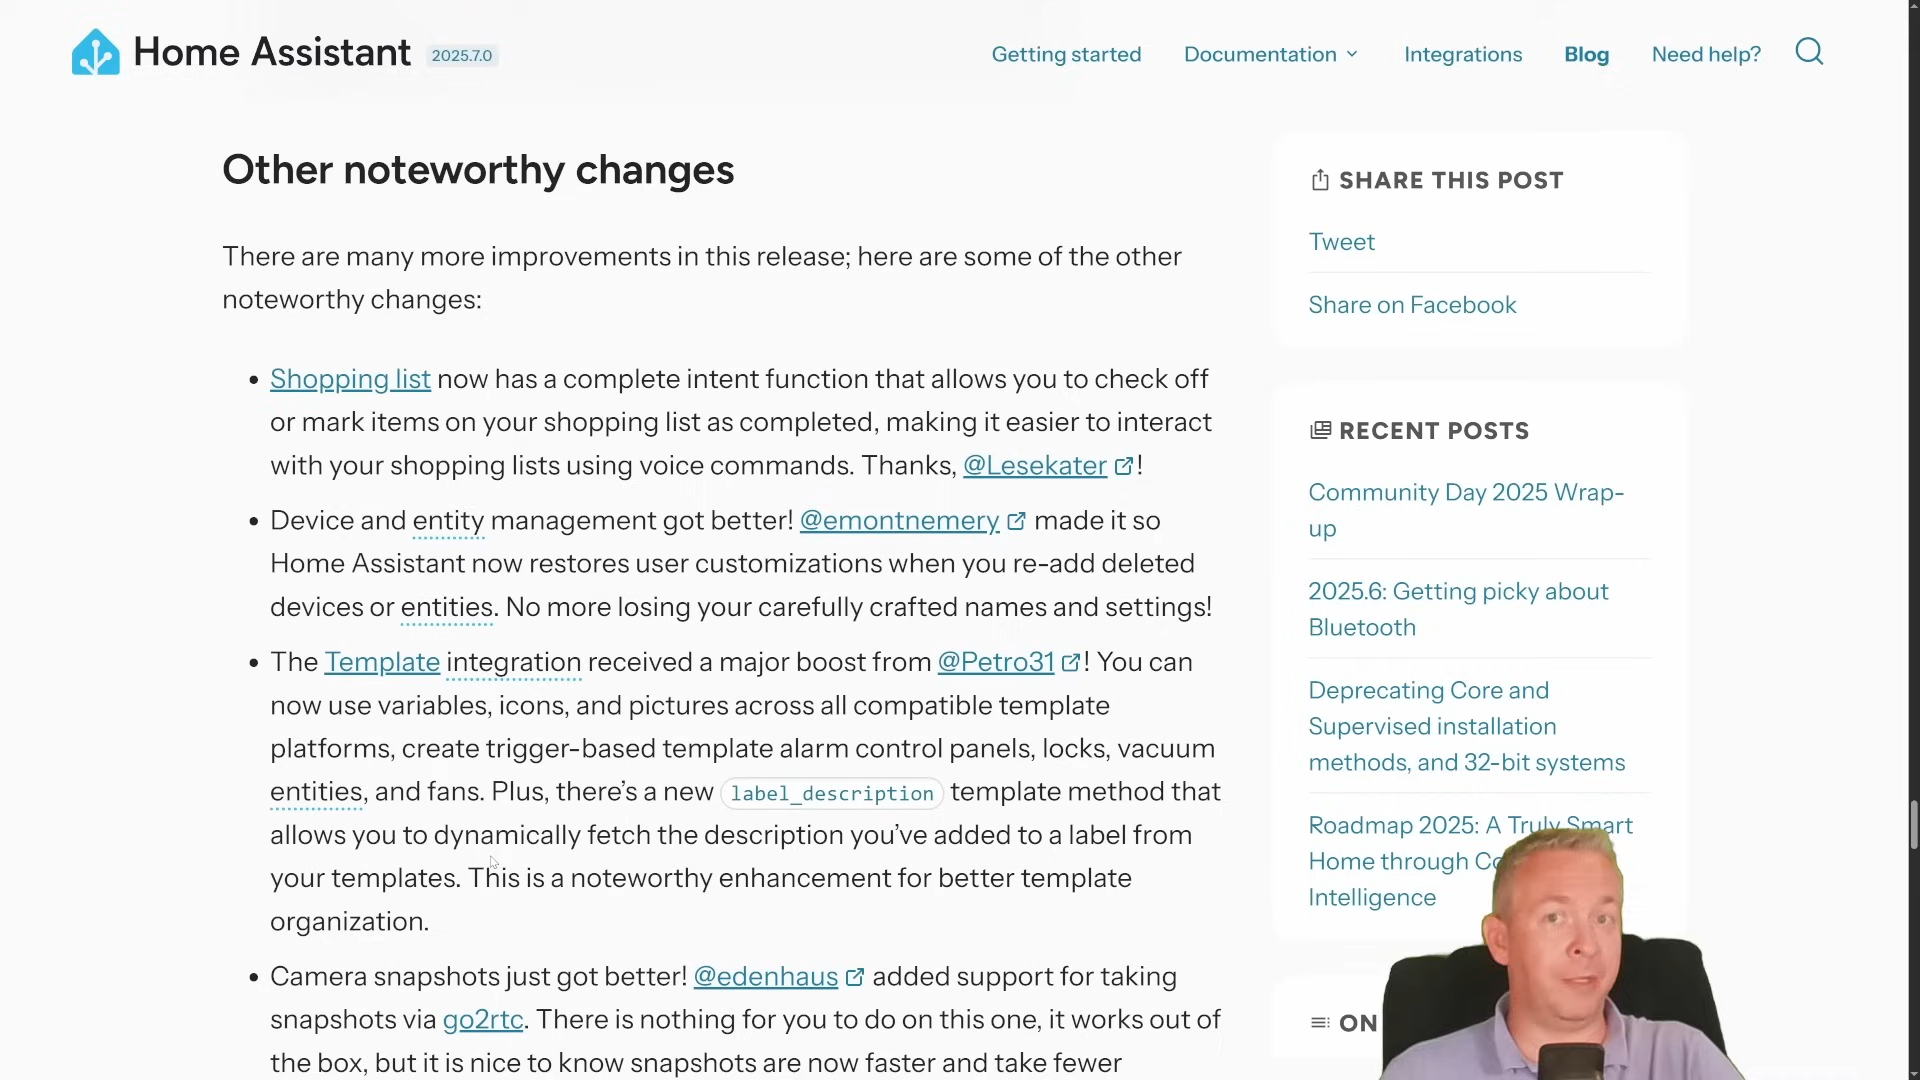 Home Assistant 2025.7.0
Getting started Documentation Integrations Blog Need help?
Other noteworthy changes
There are many more improvements in this release; here are some of the other
noteworthy changes:
• Shopping list now has a complete intent function that allows you to check off
or mark items on your shopping list as completed, making it easier to interact
with your shopping lists using voice commands. Thanks, @Lesekater!
• Device and entity management got better! @emontnemery made it so
Home Assistant now restores user customizations when you re-add deleted
devices or entities. No more losing your carefully crafted names and settings!
• The Template integration received a major boost from @Petro31! You can
now use variables, icons, and pictures across all compatible template
platforms, create trigger-based template alarm control panels, locks, vacuum
entities, and fans. Plus, there’s a new label_description template method that
allows you to dynamically fetch the description you’ve added to a label from
your templates. This is a noteworthy enhancement for better template
organization.
• Camera snapshots just got better! @edenhaus added support for taking
snapshots via go2rtc. There is nothing for you to do on this one, it works out of
the box, but it is nice to know snapshots are now faster and take fewer
SHARE THIS POST
Tweet
Share on Facebook
RECENT POSTS
Community Day 2025 Wrap-
up
2025.6: Getting picky about
Bluetooth
Deprecating Core and
Supervised installation
methods, and 32-bit systems
Roadmap 2025: A Truly Smart
Home through
Intelligence
ON